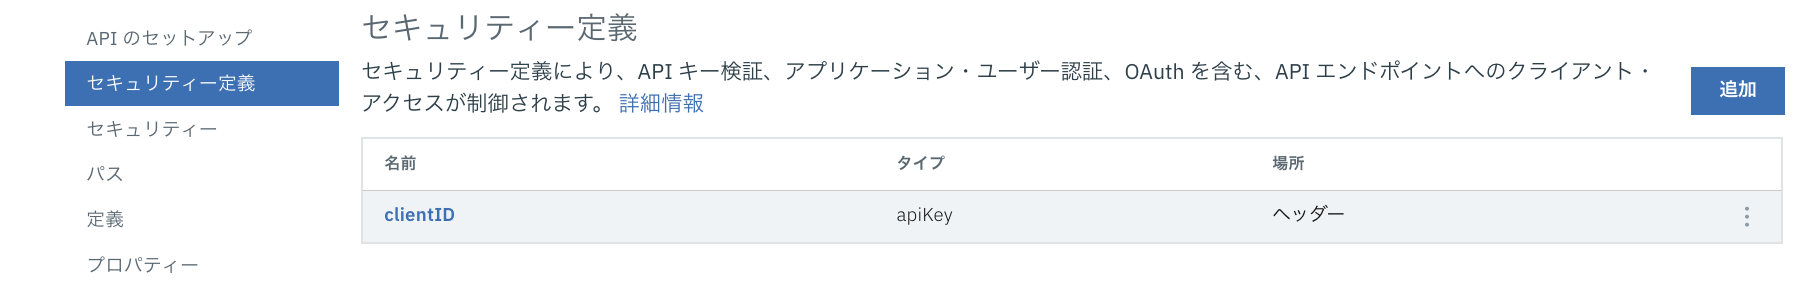 API のセットアップ
セキュリティー定義
セキュリティー
パス
定義
プロパティー
セキュリティー定義
セキュリティー定義により、API キー検証、アプリケーション・ユーザー認証、OAuth を含む、API エンドポイントへのクライアント・
アクセスが制御されます。 詳細情報
追加
名前 タイプ 場所
clientID apiKey ヘッダー